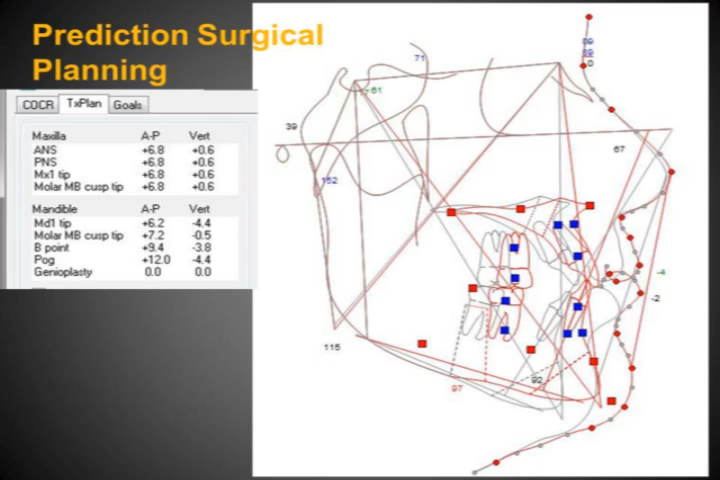 Prediction Surgical
Planning
COCR TxPlan Goals
Maxilla A-P Vert
ANS +6.8 +0.6
PNS +6.8 +0.6
Mx1 tip +6.8 +0.6
Molar MB cusp tip +6.8 +0.6
Mandible A-P Vert
Md1 tip +6.2 -4.4
Molar MB cusp tip +7.2 -0.5
B point +9.4 -3.8
Pog +12.0 -4.4
Genioplasty 0.0 0.0
71
0
61
39
67
152
-4
-2
115
97
92